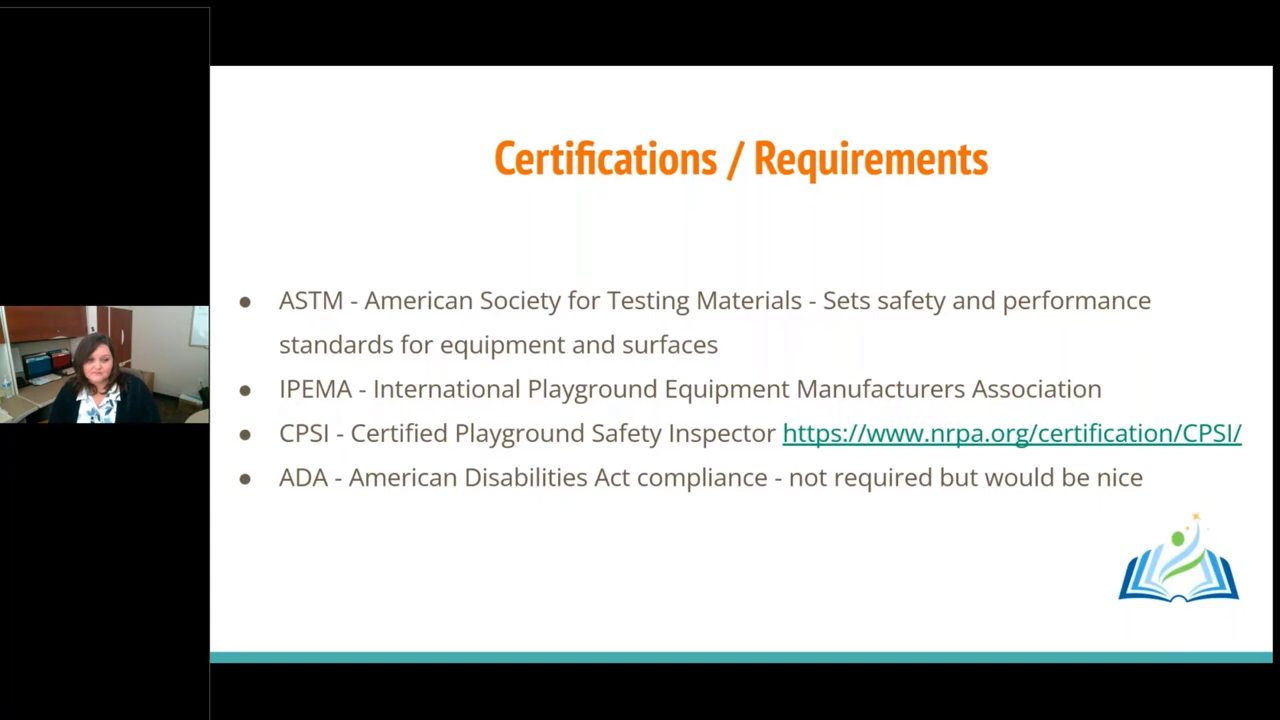 Certifications / Requirements
● ASTM - American Society for Testing Materials - Sets safety and performance
standards for equipment and surfaces
● IPEMA - International Playground Equipment Manufacturers Association
● CPSI - Certified Playground Safety Inspector https://www.nrpa.org/certification/CPSI/
● ADA - American Disabilities Act compliance - not required but would be nice